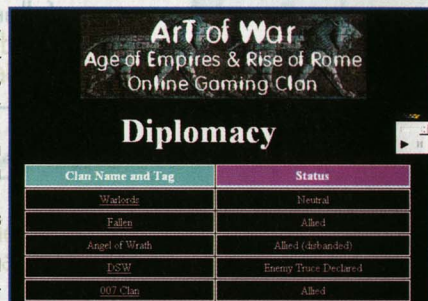 ArT of War
Age of Empires & Rise of Rome
Online Gaming Clan
Diplomacy
Clan Name and Tag Status
Warlords Neutral
Fallen Allied
Angel of Wrath Allied (disbanded)
DSW Enemy Truce Declared
007 Clan Allied